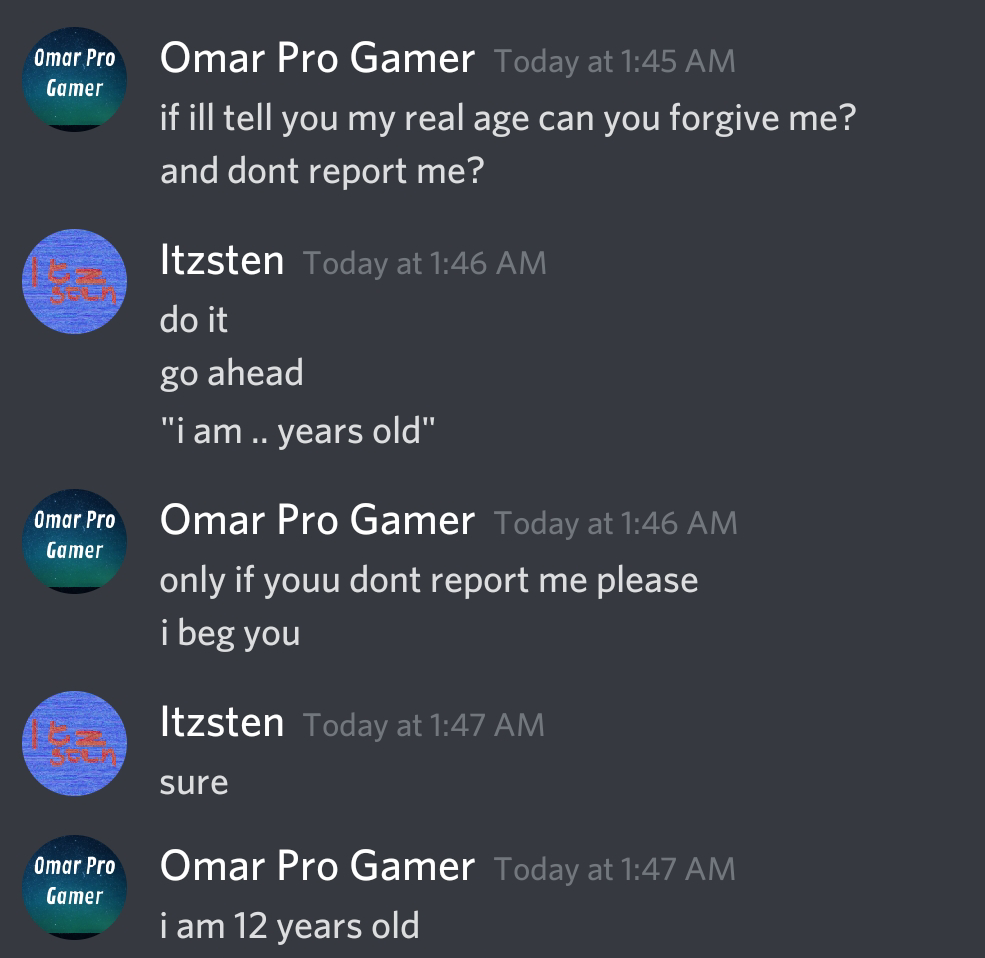 Omar Pro
Gamer
Omar Pro Gamer Today at 1:45 AM
if ill tell you my real age can you forgive me?
and dont report me?
Itz
sten
Itzsten Today at 1:46 AM
do it
go ahead
"i am .. years old"
Omar Pro
Gamer
Omar Pro Gamer Today at 1:46 AM
only if youu dont report me please
i beg you
Itz
sten
Itzsten Today at 1:47 AM
sure
Omar Pro
Gamer
Omar Pro Gamer Today at 1:47 AM
i am 12 years old